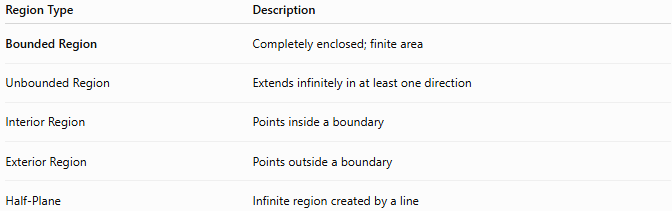 Region Type Description
Bounded Region Completely enclosed; finite area
Unbounded Region Extends infinitely in at least one direction
Interior Region Points inside a boundary
Exterior Region Points outside a boundary
Half-Plane Infinite region created by a line